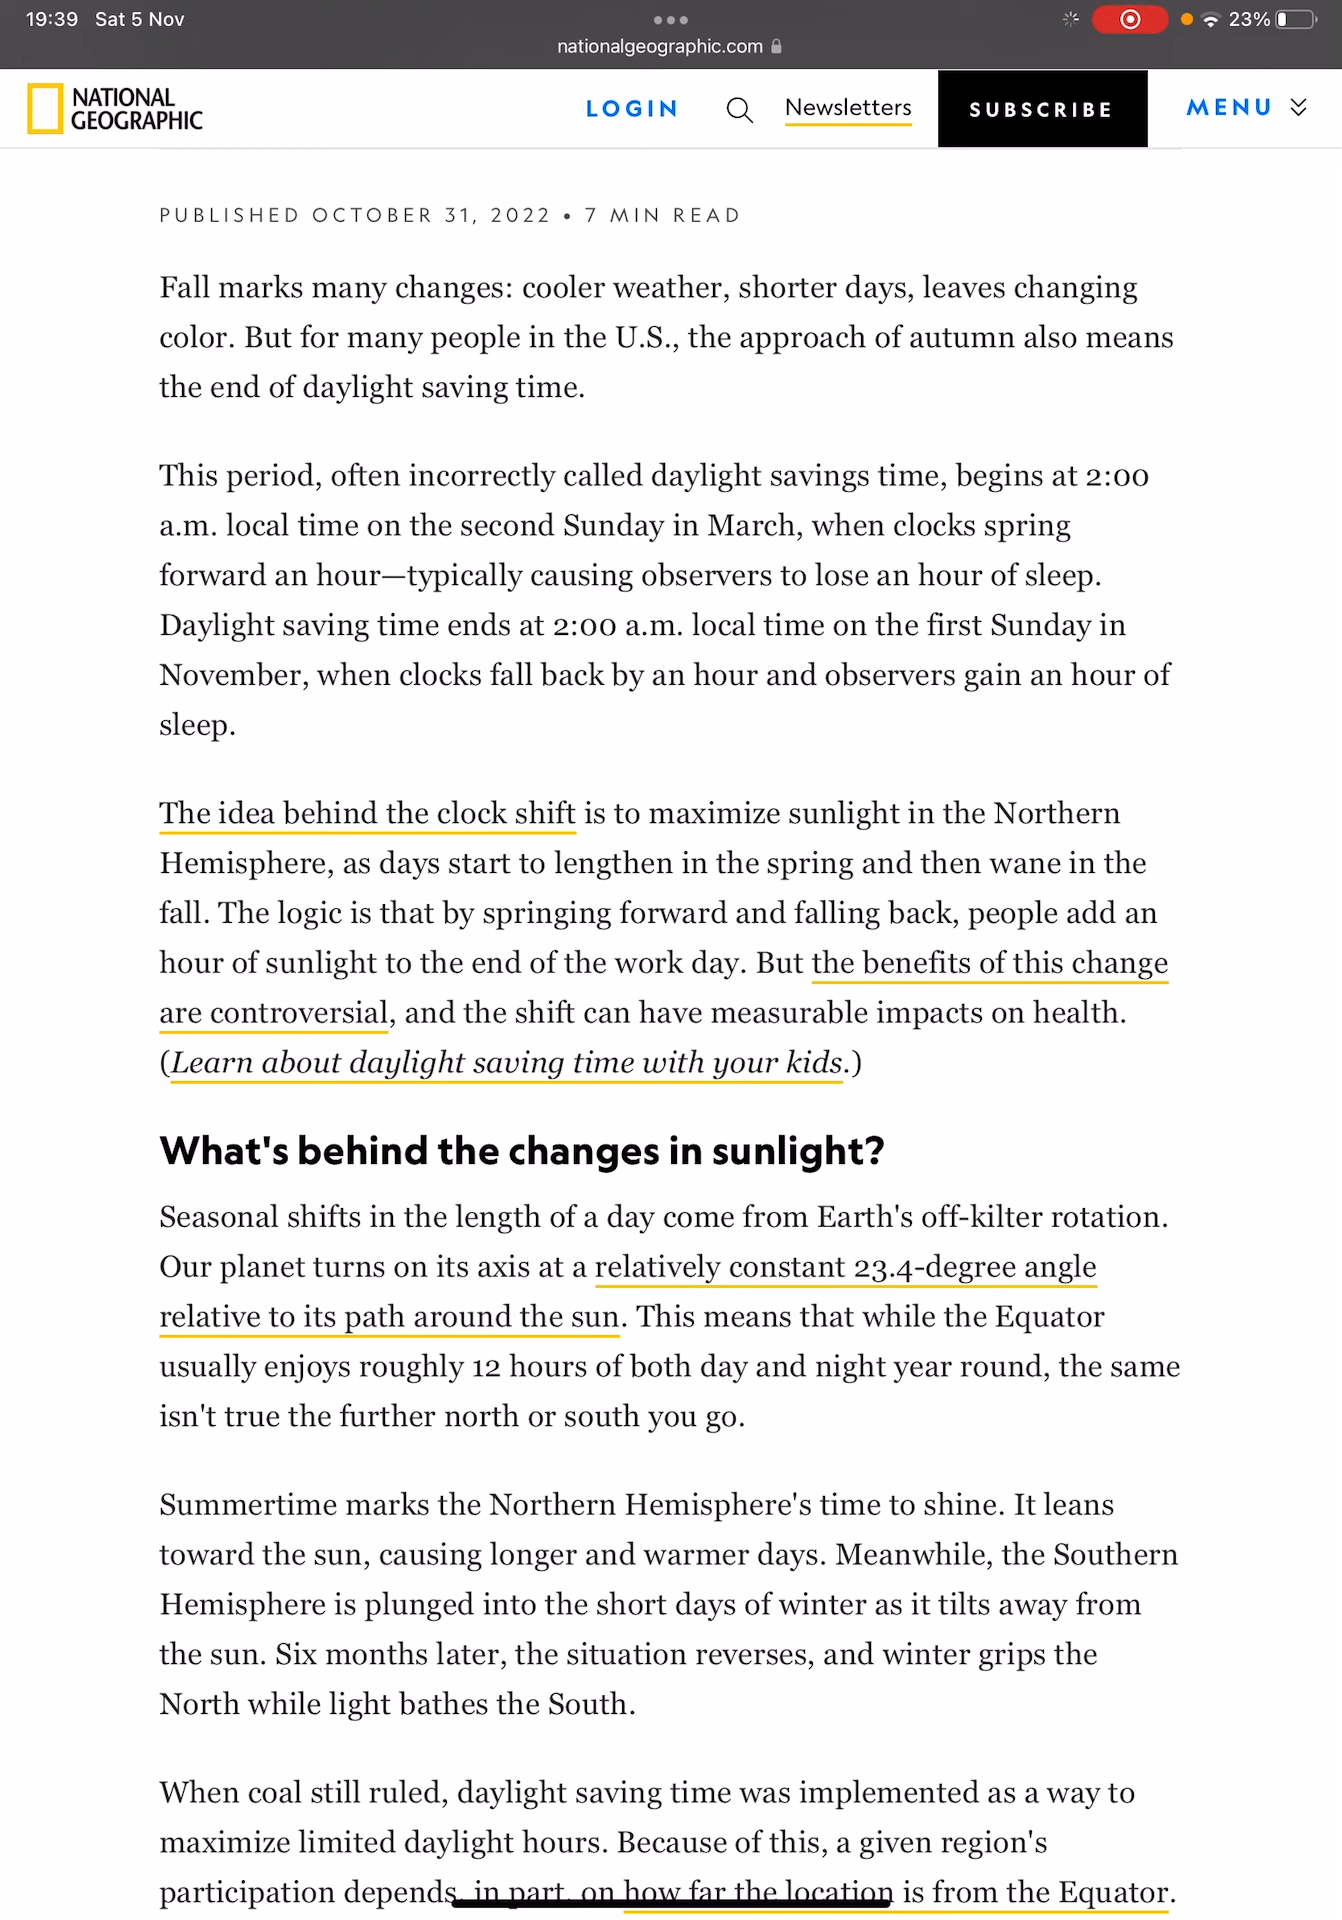 19:39 Sat 5 Nov
23%
nationalgeographic.com
NATIONAL
GEOGRAPHIC
LOGIN
Newsletters
SUBSCRIBE
MENU
PUBLISHED OCTOBER 31, 2022 • 7 MIN READ
Fall marks many changes: cooler weather, shorter days, leaves changing
color. But for many people in the U.S., the approach of autumn also means
the end of daylight saving time.
This period, often incorrectly called daylight savings time, begins at 2:00
a.m. local time on the second Sunday in March, when clocks spring
forward an hour—typically causing observers to lose an hour of sleep.
Daylight saving time ends at 2:00 a.m. local time on the first Sunday in
November, when clocks fall back by an hour and observers gain an hour of
sleep.
The idea behind the clock shift is to maximize sunlight in the Northern
Hemisphere, as days start to lengthen in the spring and then wane in the
fall. The logic is that by springing forward and falling back, people add an
hour of sunlight to the end of the work day. But the benefits of this change
are controversial, and the shift can have measurable impacts on health.
(Learn about daylight saving time with your kids.)
What's behind the changes in sunlight?
Seasonal shifts in the length of a day come from Earth's off-kilter rotation.
Our planet turns on its axis at a relatively constant 23.4-degree angle
relative to its path around the sun. This means that while the Equator
usually enjoys roughly 12 hours of both day and night year round, the same
isn't true the further north or south you go.
Summertime marks the Northern Hemisphere's time to shine. It leans
toward the sun, causing longer and warmer days. Meanwhile, the Southern
Hemisphere is plunged into the short days of winter as it tilts away from
the sun. Six months later, the situation reverses, and winter grips the
North while light bathes the South.
When coal still ruled, daylight saving time was implemented as a way to
maximize limited daylight hours. Because of this, a given region's
participation depends, in part, on how far the location is from the Equator.